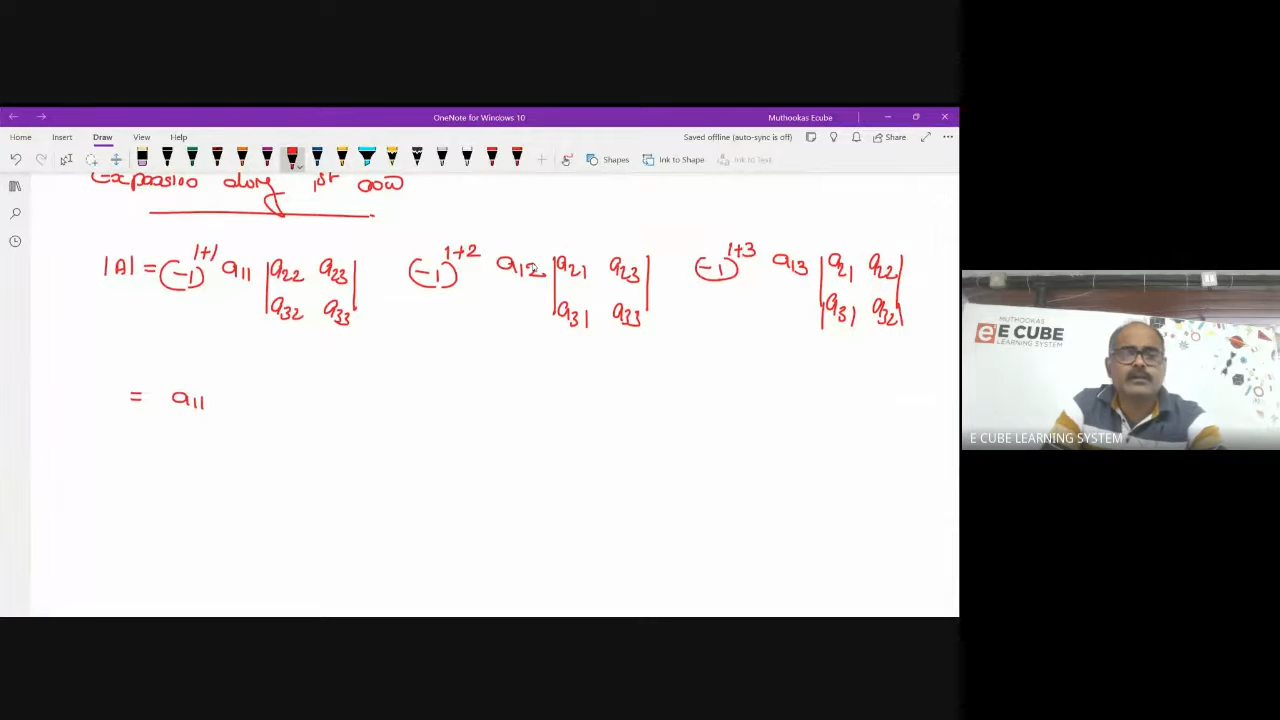 OneNote for Windows 10
Muthookas Ecube
Home Insert Draw View Help
Saved offline (auto-sync is off)
Share
Shapes
Ink to Shape
Ink to Text
Expansion along 1st row
|A| = (-1)^{1+1} a₁₁ |a₂₂ a₂₃| (-1)^{1+2} a₁₂ |a₂₁ a₂₃| (-1)^{1+3} a₁₃ |a₂₁ a₂₂|
|a₃₂ a₃₃| |a₃₁ a₃₃| |a₃₁ a₃₂|
= a₁₁
MUTHOOKAS
e E CUBE
LEARNING SYSTEM
E CUBE LEARNING SYSTEM